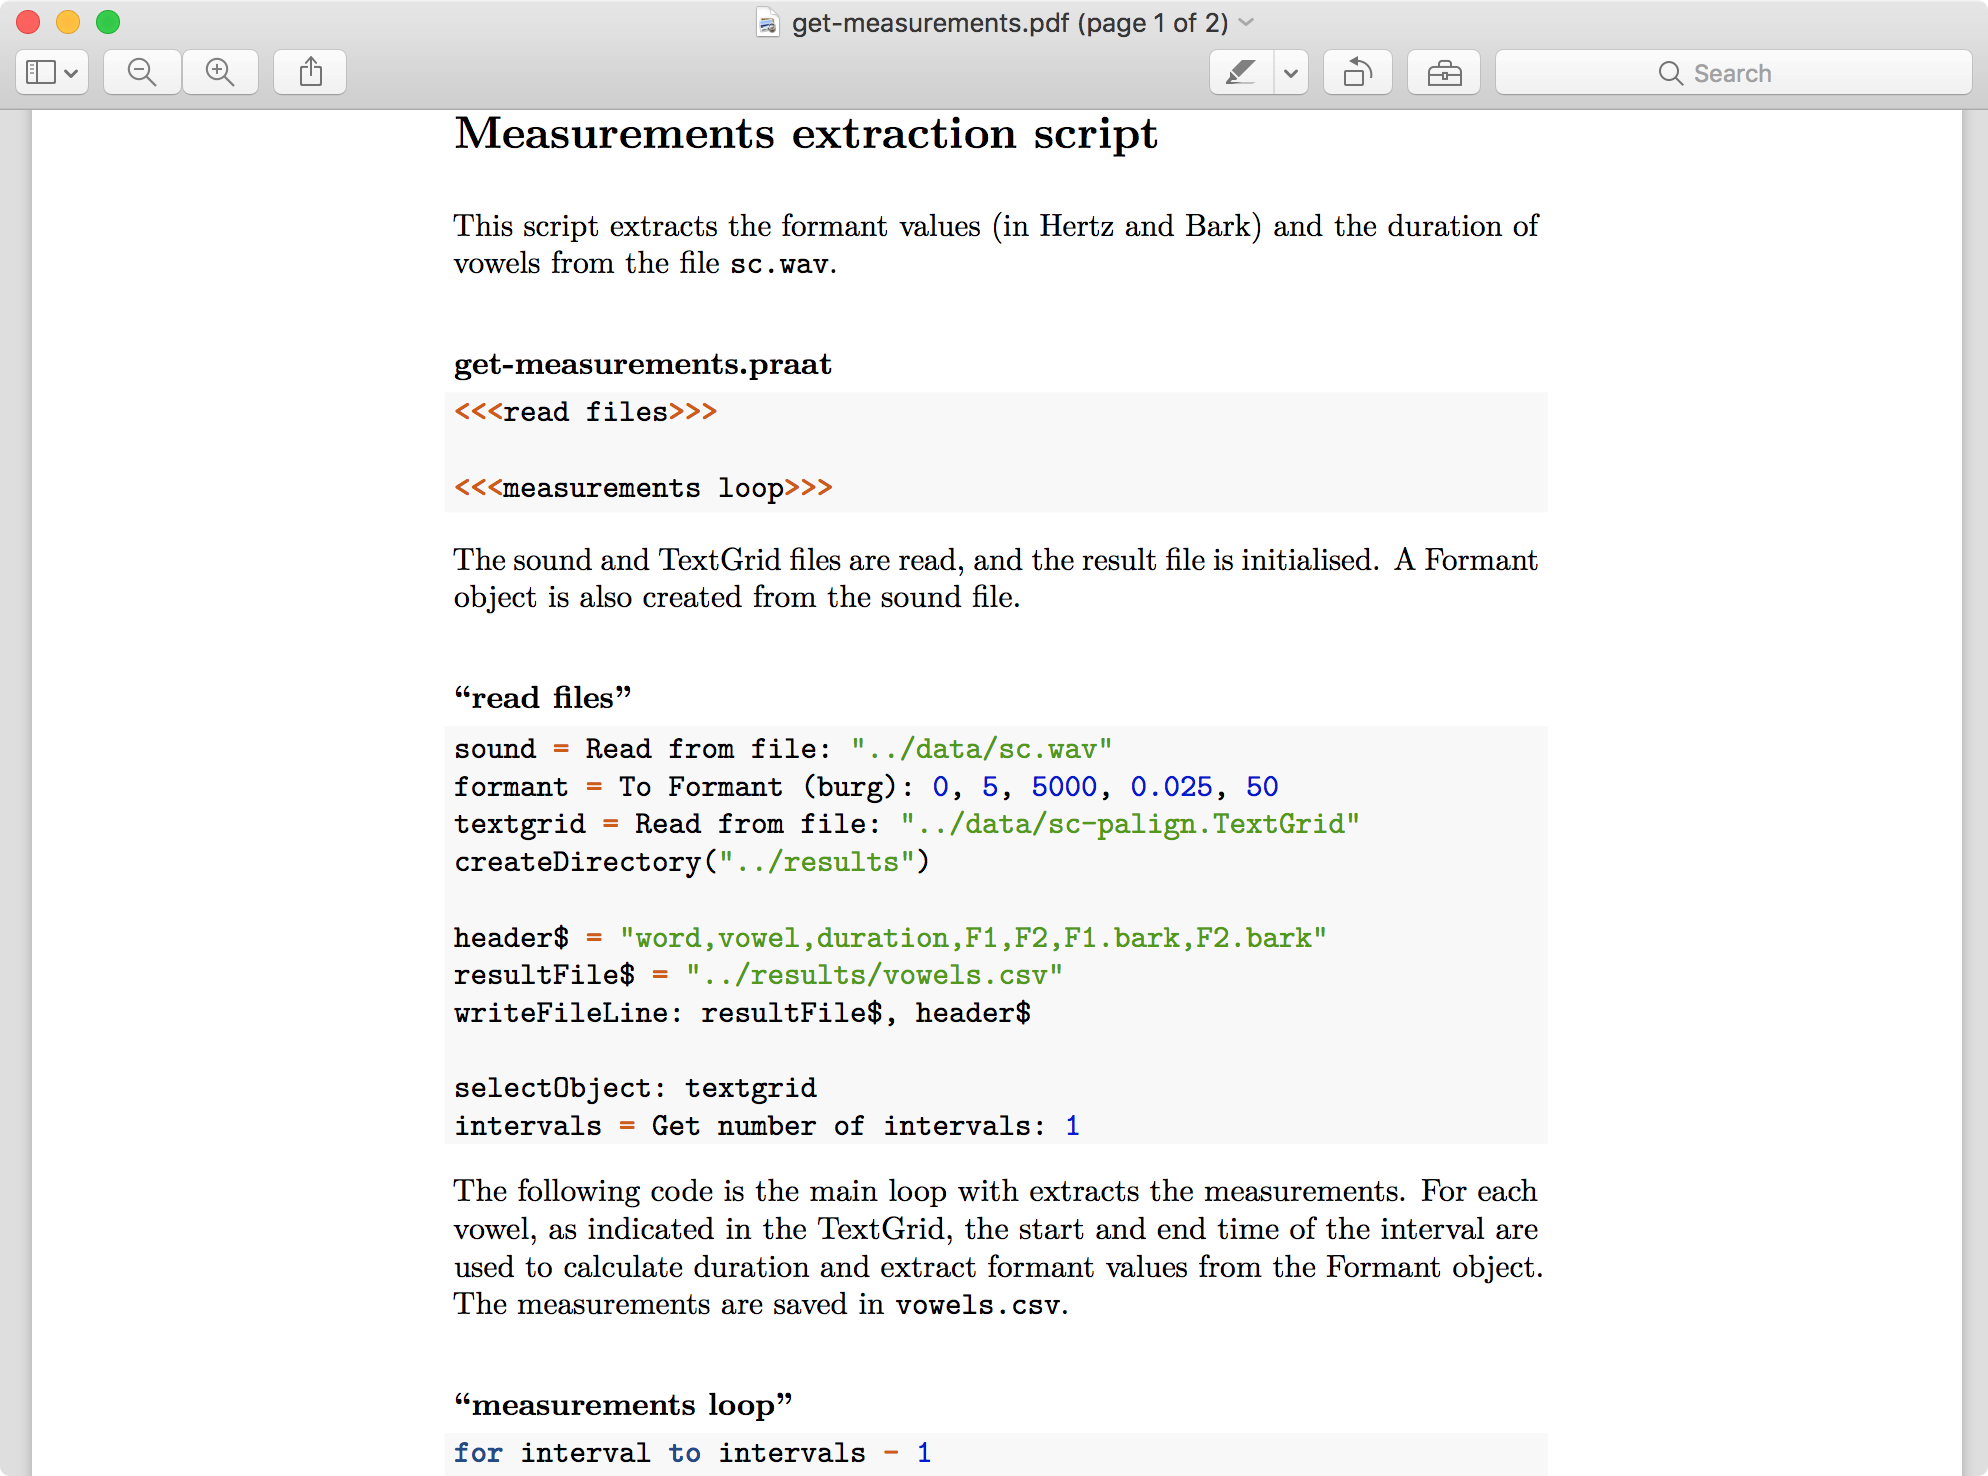 get-measurements.pdf (page 1 of 2)
Search
Measurements extraction script
This script extracts the formant values (in Hertz and Bark) and the duration of
vowels from the file sc.wav.
get-measurements.praat
<<<read files>>>
<<<measurements loop>>>
The sound and TextGrid files are read, and the result file is initialised. A Formant
object is also created from the sound file.
“read files”
sound = Read from file: "../data/sc.wav"
formant = To Formant (burg): 0, 5, 5000, 0.025, 50
textgrid = Read from file: "../data/sc-palign.TextGrid"
createDirectory("../results")
header$ = "word,vowel,duration,F1,F2,F1.bark,F2.bark"
resultFile$ = "../results/vowels.csv"
writeFileLine: resultFile$, header$
selectObject: textgrid
intervals = Get number of intervals: 1
The following code is the main loop with extracts the measurements. For each
vowel, as indicated in the TextGrid, the start and end time of the interval are
used to calculate duration and extract formant values from the Formant object.
The measurements are saved in vowels.csv.
“measurements loop”
for interval to intervals - 1